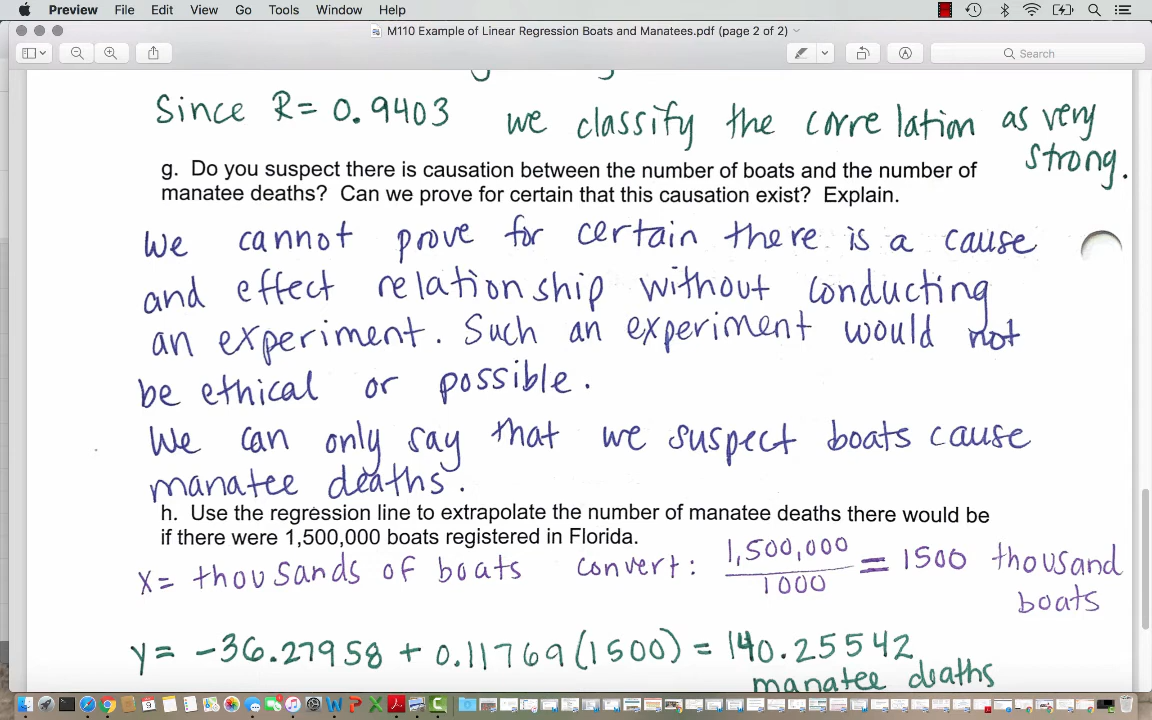 Preview File Edit View Go Tools Window Help
M110 Example of Linear Regression Boats and Manatees.pdf (page 2 of 2)
Search
Since R= 0.9403 we classify the correlation as very
strong.
g. Do you suspect there is causation between the number of boats and the number of
manatee deaths? Can we prove for certain that this causation exist? Explain.
We cannot prove for certain there is a cause
and effect relationship without conducting
an experiment. Such an experiment would not
be ethical or possible.
We can only say that we suspect boats cause
manatee deaths.
h. Use the regression line to extrapolate the number of manatee deaths there would be
if there were 1,500,000 boats registered in Florida.
x= thousands of boats convert: 1,500,000 / 1000 = 1500 thousand
boats
y= -36.27958 + 0.11769(1500) = 140.25542
manatee deaths